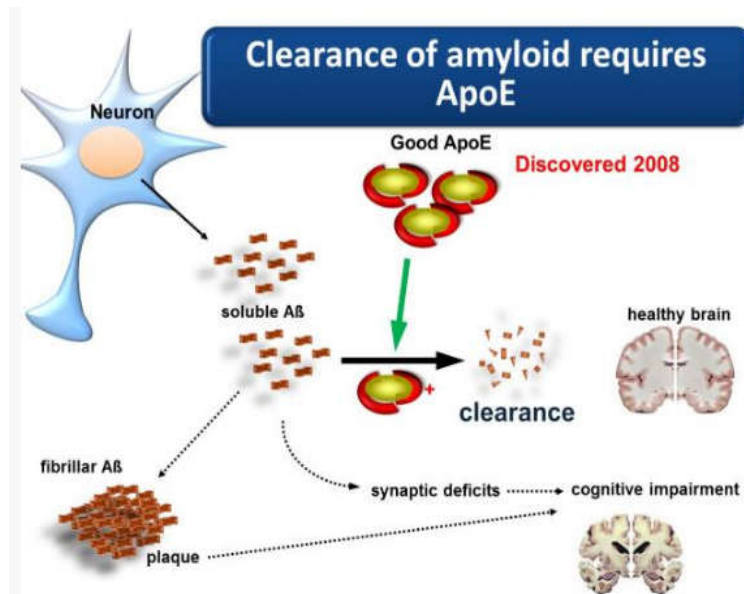 Clearance of amyloid requires
ApoE
Neuron
Good ApoE
Discovered 2008
soluble Aß
healthy brain
+
clearance
fibrillar Aß
synaptic deficits
cognitive impairment
plaque